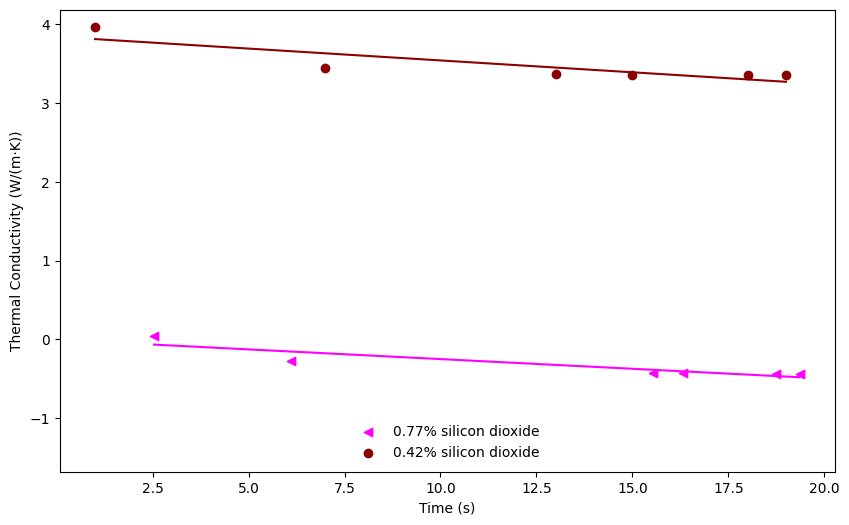 4
3
2
1
0
−1
Thermal Conductivity (W/(m·K))
0.77% silicon dioxide
0.42% silicon dioxide
2.5 5.0 7.5 10.0 12.5 15.0 17.5 20.0
Time (s)